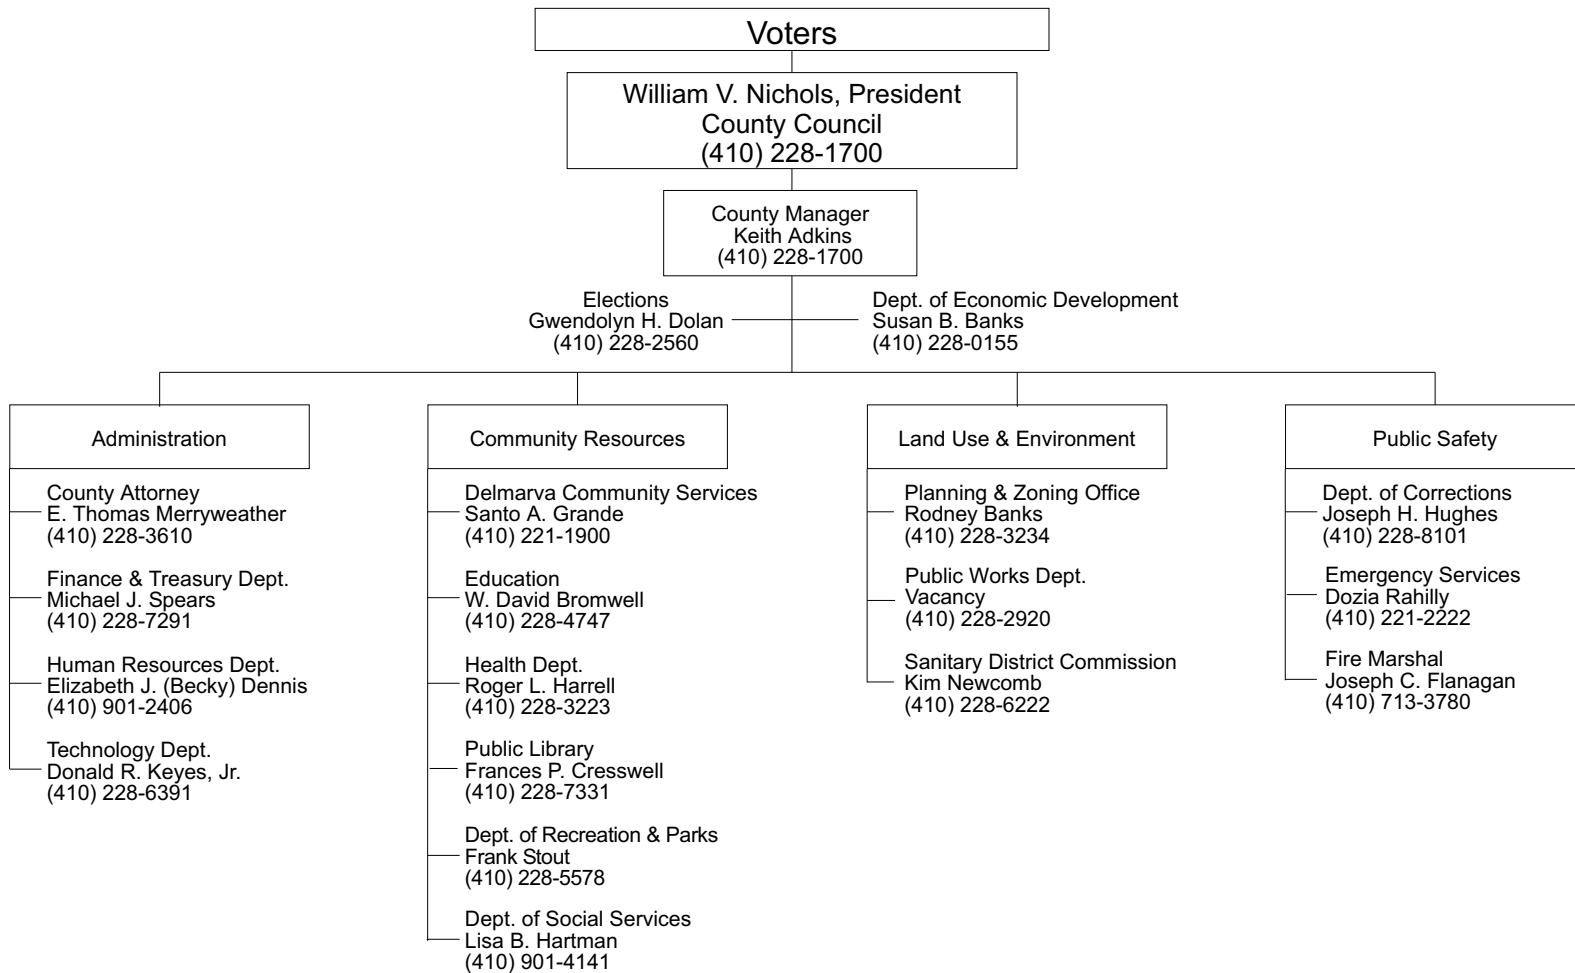 Voters
William V. Nichols, President
County Council
(410) 228-1700
County Manager
Keith Adkins
(410) 228-1700
Elections
Gwendolyn H. Dolan
(410) 228-2560
Dept. of Economic Development
Susan B. Banks
(410) 228-0155
Administration
County Attorney
E. Thomas Merryweather
(410) 228-3610
Finance & Treasury Dept.
Michael J. Spears
(410) 228-7291
Human Resources Dept.
Elizabeth J. (Becky) Dennis
(410) 901-2406
Technology Dept.
Donald R. Keyes, Jr.
(410) 228-6391
Community Resources
Delmarva Community Services
Santo A. Grande
(410) 221-1900
Education
W. David Bromwell
(410) 228-4747
Health Dept.
Roger L. Harrell
(410) 228-3223
Public Library
Frances P. Cresswell
(410) 228-7331
Dept. of Recreation & Parks
Frank Stout
(410) 228-5578
Dept. of Social Services
Lisa B. Hartman
(410) 901-4141
Land Use & Environment
Planning & Zoning Office
Rodney Banks
(410) 228-3234
Public Works Dept.
Vacancy
(410) 228-2920
Sanitary District Commission
Kim Newcomb
(410) 228-6222
Public Safety
Dept. of Corrections
Joseph H. Hughes
(410) 228-8101
Emergency Services
Dozia Rahilly
(410) 221-2222
Fire Marshal
Joseph C. Flanagan
(410) 713-3780